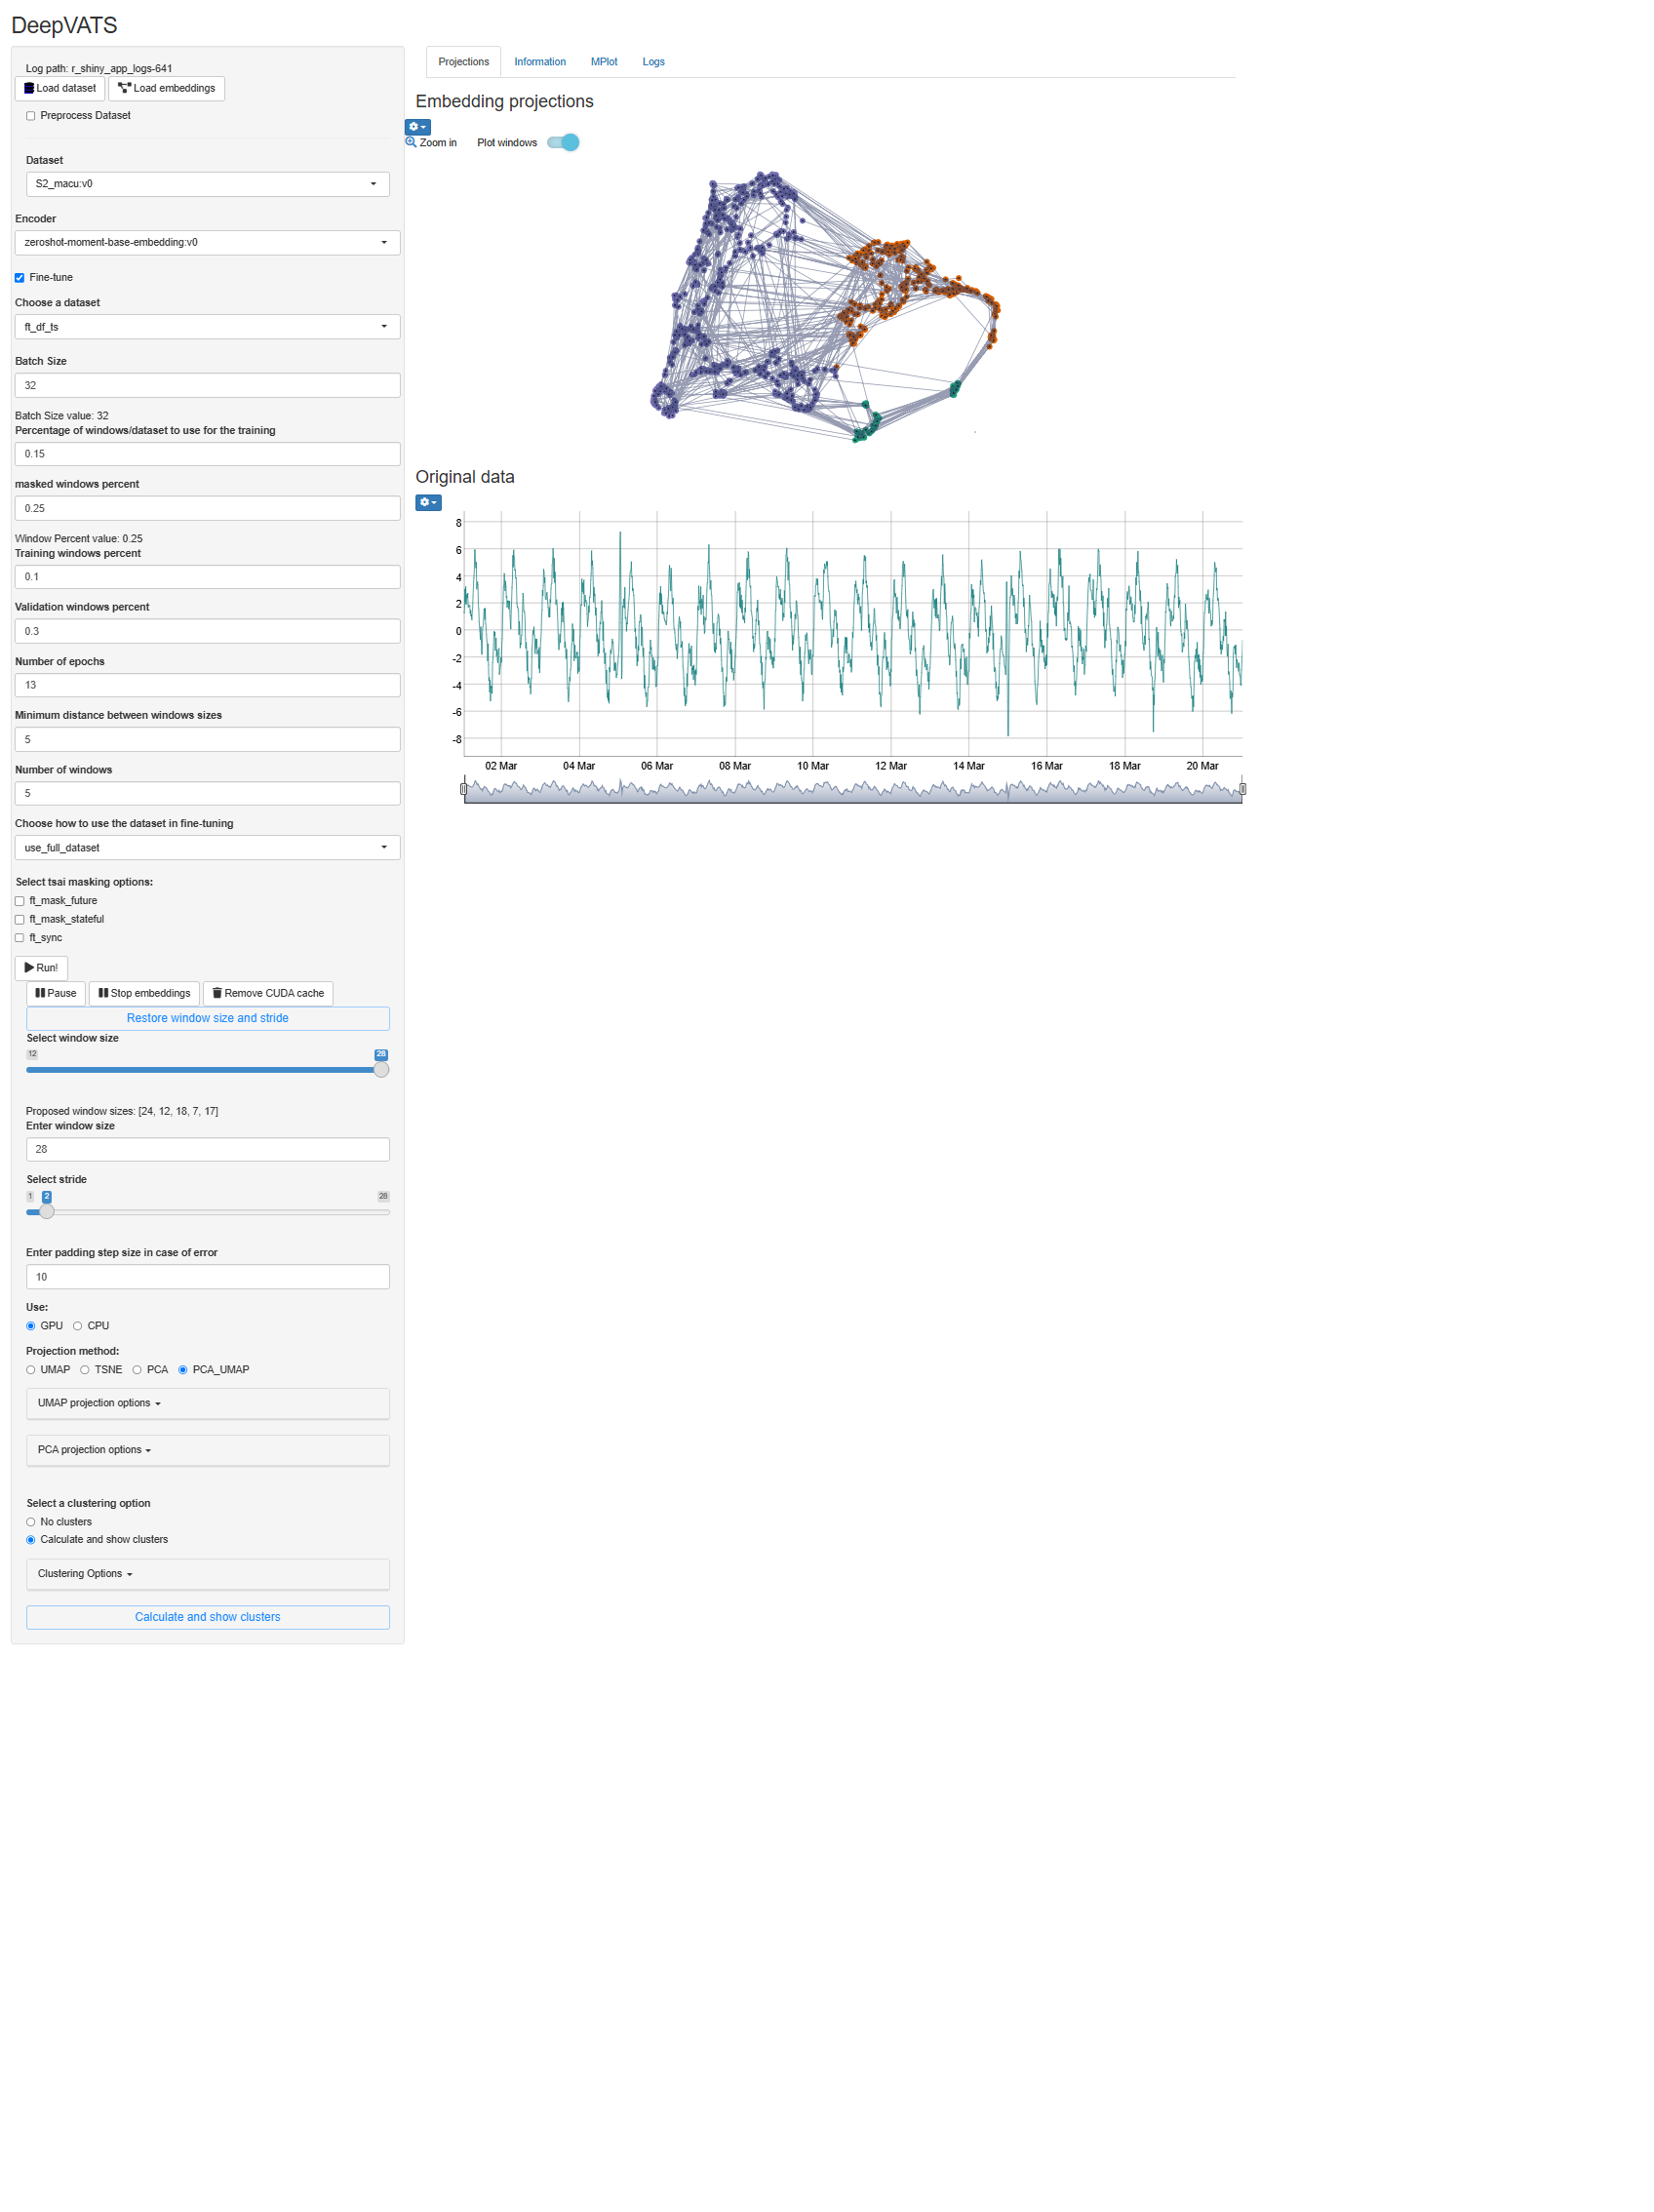 DeepVATS
Log path: r_shiny_app_logs-641
Load dataset Load embeddings
Preprocess Dataset
Dataset
S2_macu:v0
Encoder
zeroshot-moment-base-embedding:v0
Fine-tune
Choose a dataset
ft_df_ts
Batch Size
32
Batch Size value: 32
Percentage of windows/dataset to use for the training
0.15
masked windows percent
0.25
Window Percent value: 0.25
Training windows percent
0.1
Validation windows percent
0.3
Number of epochs
13
Minimum distance between windows sizes
5
Number of windows
5
Choose how to use the dataset in fine-tuning
use_full_dataset
Select tsai masking options:
ft_mask_future
ft_mask_stateful
ft_sync
Run!
Pause Stop embeddings Remove CUDA cache
Restore window size and stride
Select window size
12 28
Proposed window sizes: [24, 12, 18, 7, 17]
Enter window size
28
Select stride
1 2 28
Enter padding step size in case of error
10
Use:
GPU CPU
Projection method:
UMAP TSNE PCA PCA_UMAP
UMAP projection options
PCA projection options
Select a clustering option
No clusters
Calculate and show clusters
Clustering Options
Calculate and show clusters
Projections Information MPlot Logs
Embedding projections
Zoom in Plot windows
Original data
8
6
4
2
0
-2
-4
-6
-8
02 Mar 04 Mar 06 Mar 08 Mar 10 Mar 12 Mar 14 Mar 16 Mar 18 Mar 20 Mar